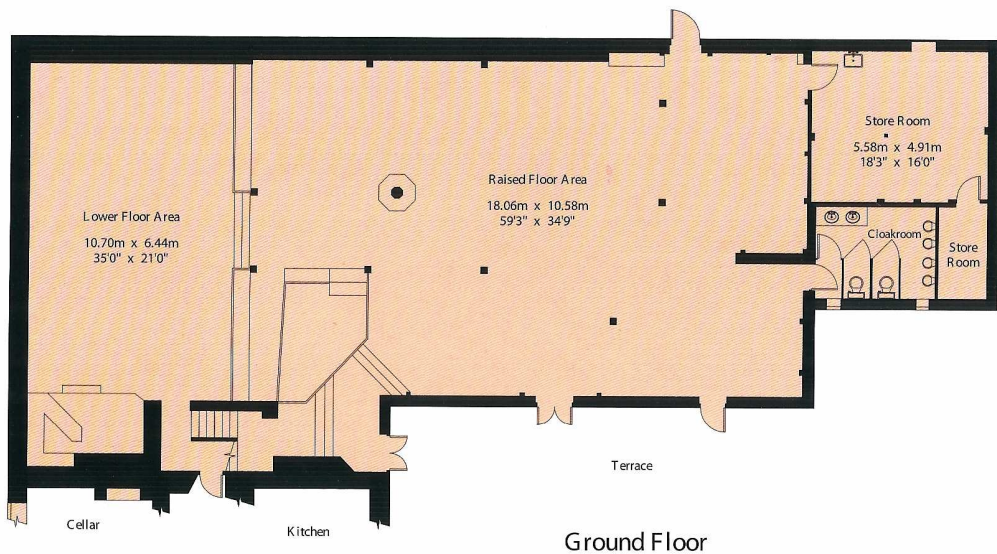 Store Room
5.58m x 4.91m
18'3" x 16'0"
Raised Floor Area
18.06m x 10.58m
59'3" x 34'9"
Lower Floor Area
10.70m x 6.44m
35'0" x 21'0"
Cloakroom
Store
Room
Terrace
Cellar
Kitchen
Ground Floor